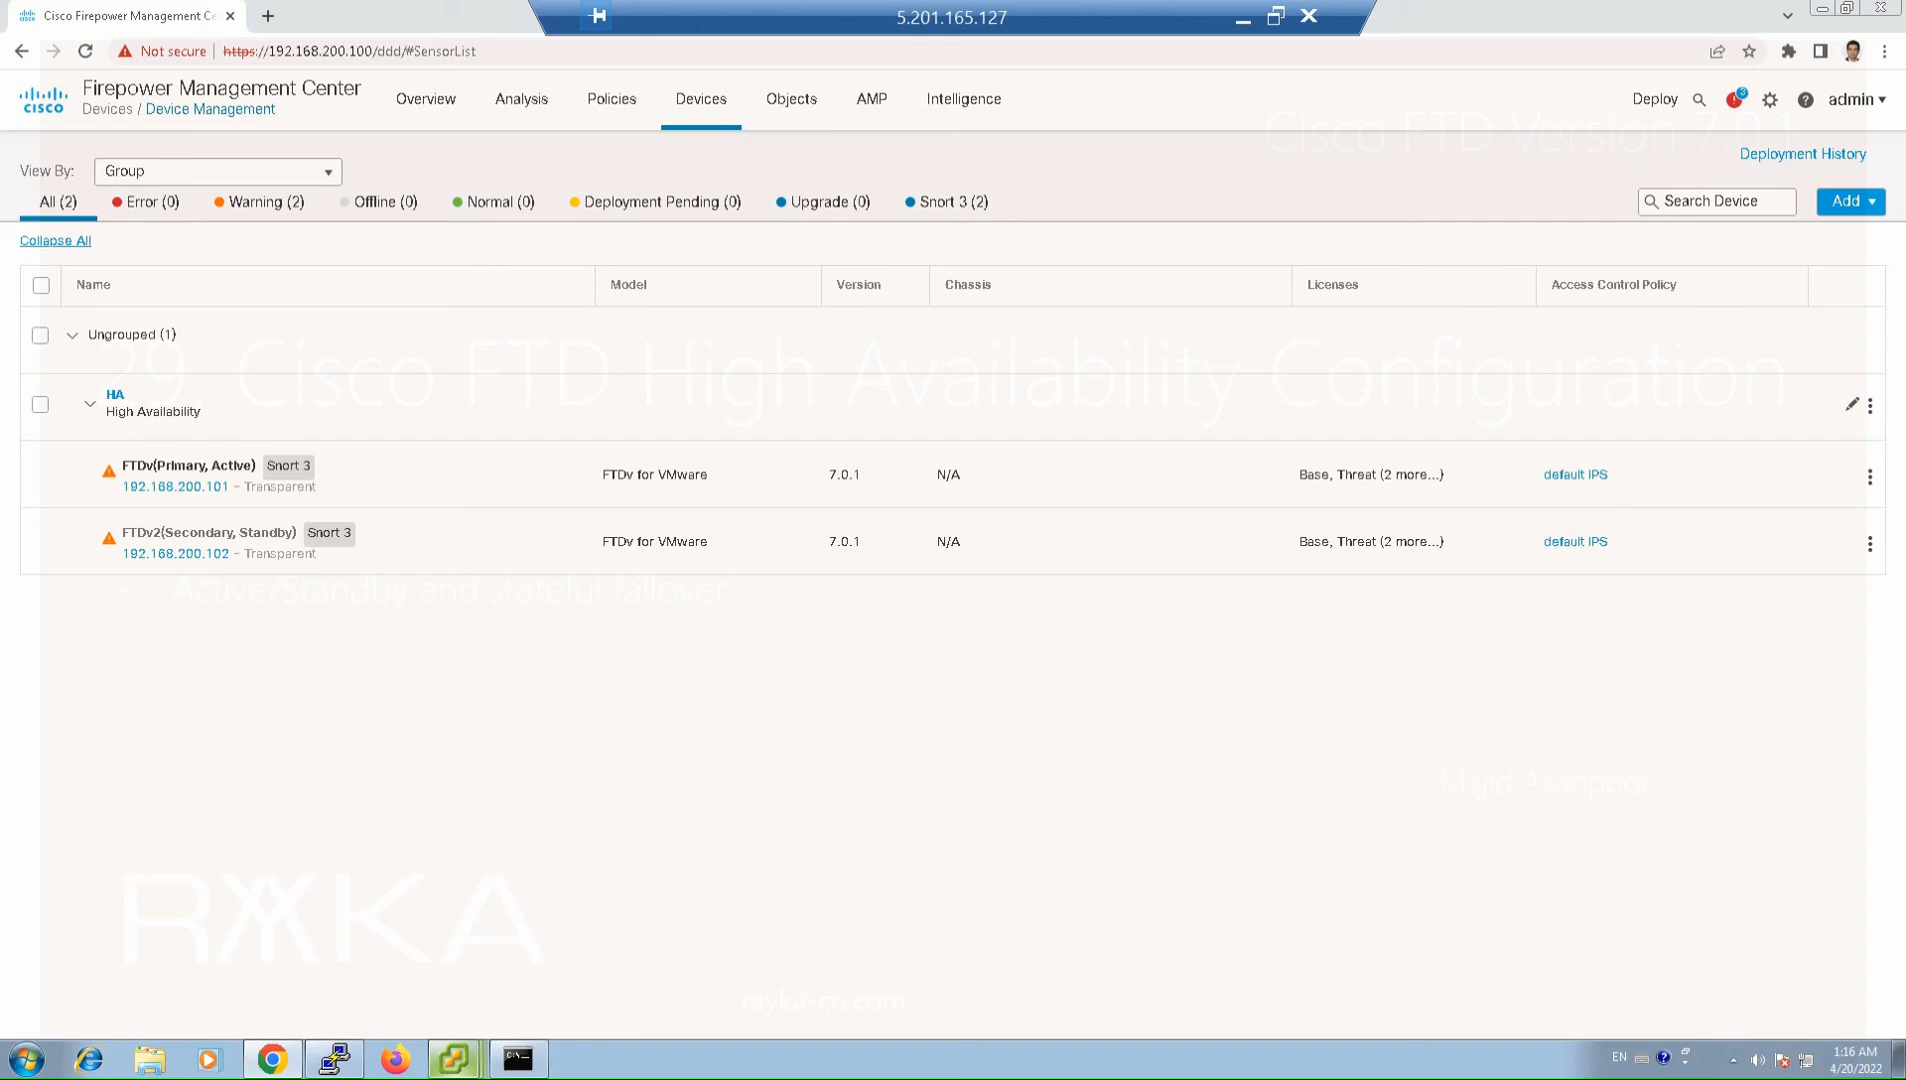 Cisco Firepower Management Ce
5.201.165.127
Not secure
https://192.168.200.100/ddd/#SensorList
CISCO
Firepower Management Center
Devices / Device Management
Overview
Analysis
Policies
Devices
Objects
AMP
Intelligence
Deploy
3
admin
Cisco FTD Version 7.0.1
Deployment History
View By:
Group
All (2)
Error (0)
Warning (2)
Offline (0)
Normal (0)
Deployment Pending (0)
Upgrade (0)
Snort 3 (2)
Search Device
Add
Collapse All
Name
Model
Version
Chassis
Licenses
Access Control Policy
Ungrouped (1)
29. Cisco FTD High Availability Configuration
HA
High Availability
FTDv(Primary, Active)
Snort 3
192.168.200.101 - Transparent
FTDv for VMware
7.0.1
N/A
Base, Threat (2 more...)
default IPS
FTDv2(Secondary, Standby)
Snort 3
192.168.200.102 - Transparent
FTDv for VMware
7.0.1
N/A
Base, Threat (2 more...)
default IPS
- Active/Standby and stateful failover
Majid Asadpoor
RAYKA
rayka-co.com
C:\_
EN
1:16 AM
4/20/2022